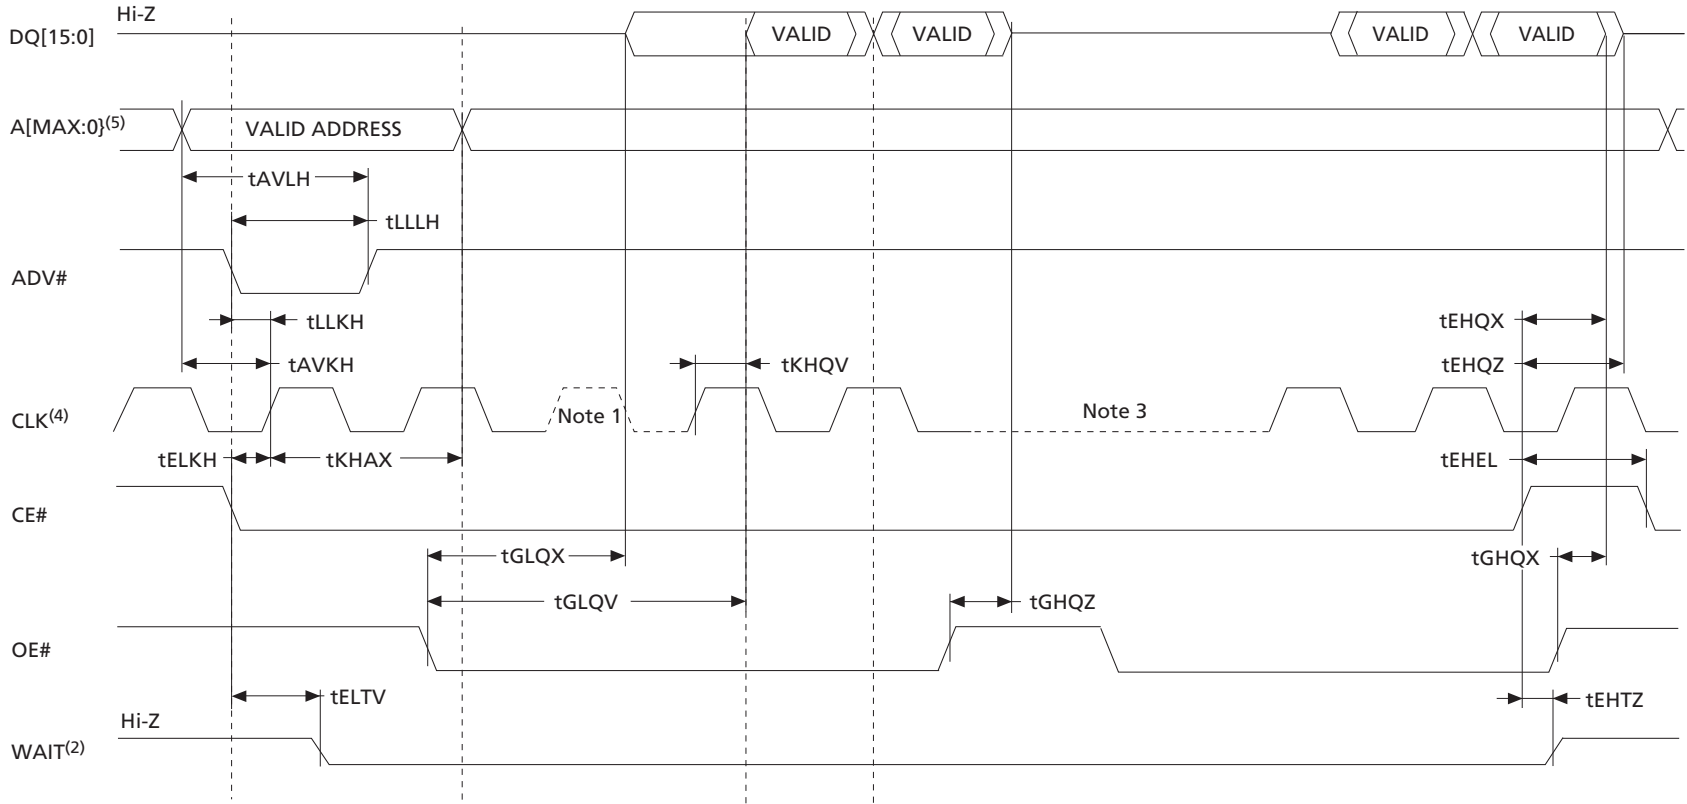 Hi-Z
DQ[15:0]
VALID
VALID
VALID
VALID
A[MAX:0}(5)
VALID ADDRESS
tAVLH
tLLLH
ADV#
tLLKH
tEHQX
tAVKH
tKHQV
tEHQZ
CLK(4)
Note 1
Note 3
tELKH
tKHAX
tEHEL
CE#
tGLQX
tGHQX
tGLQV
tGHQZ
OE#
tELTV
tEHTZ
Hi-Z
WAIT(2)